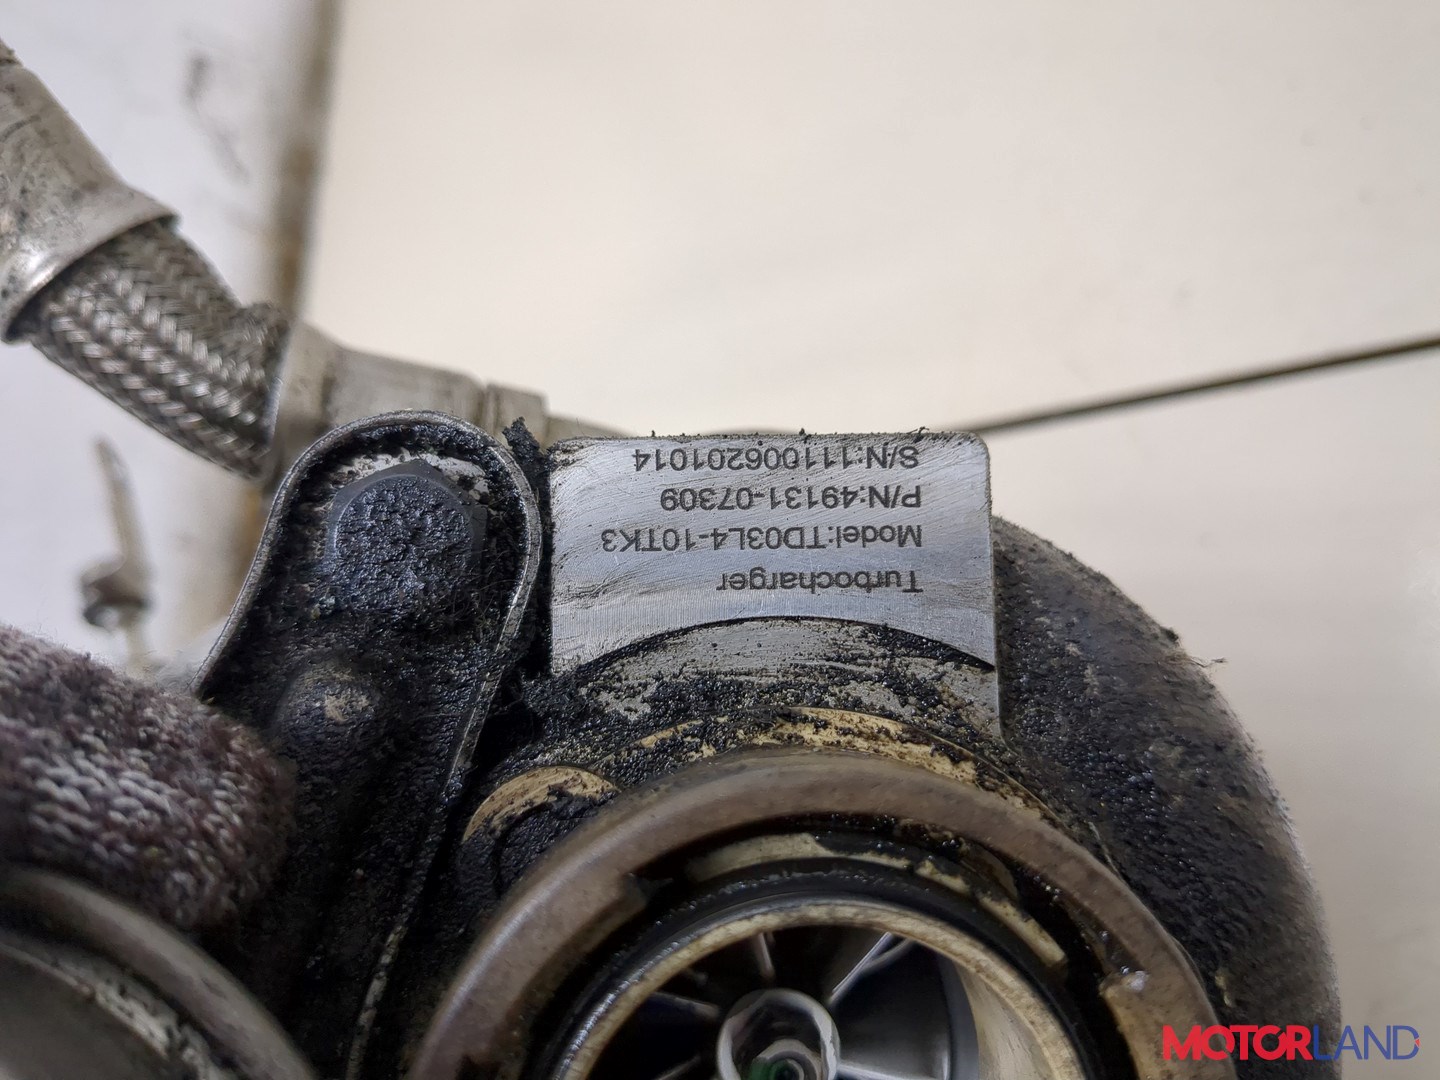 Turbocharger
Model:TD03L4-10TK3
P/N:49131-07309
S/N:111006201014
MOTORLAND